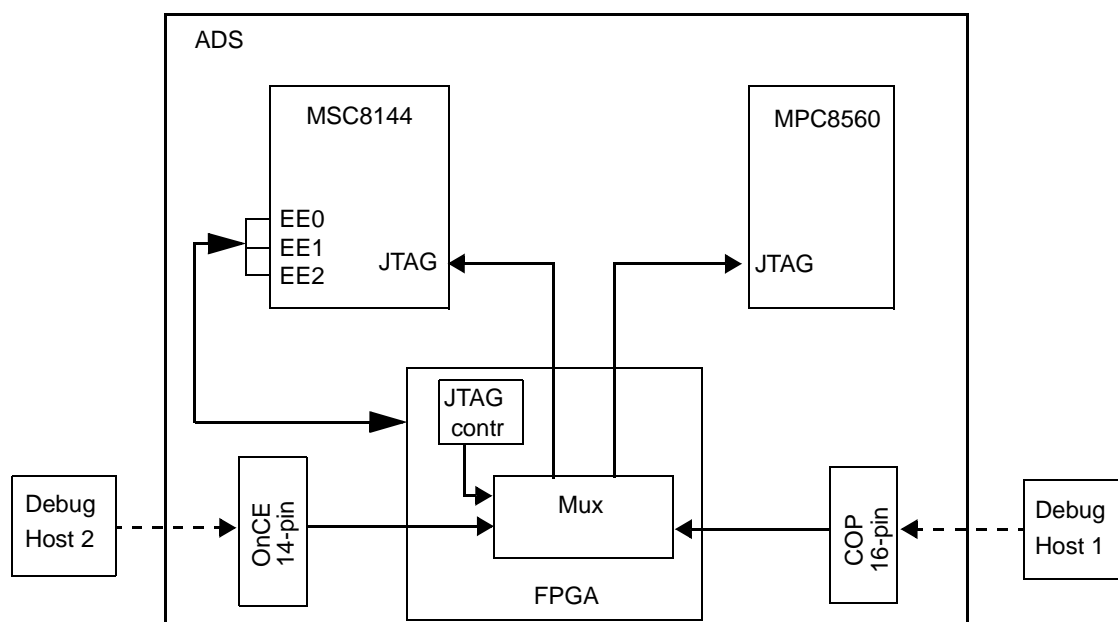 ADS
MSC8144
MPC8560
EE0
EE1
EE2
JTAG
JTAG
JTAG
contr
Mux
FPGA
Debug
Host 2
OnCE
14-pin
COP
16-pin
Debug
Host 1